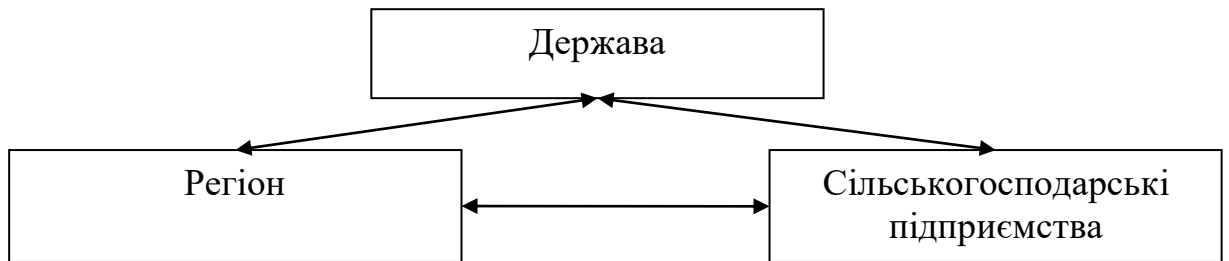 Держава
Регіон
Сільськогосподарські
підприємства